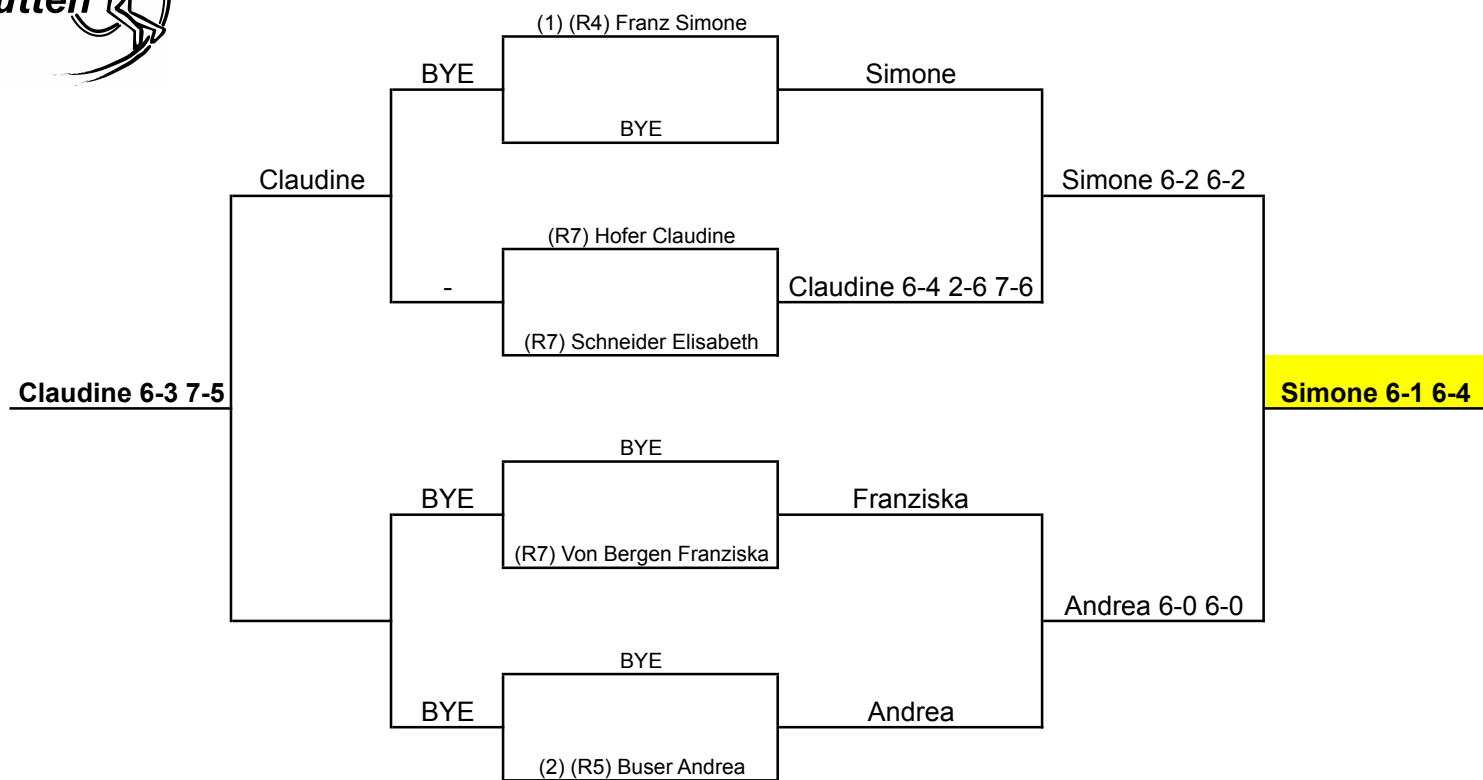 (1) (R4) Franz Simone
BYE
Simone
BYE
Claudine
Simone 6-2 6-2
(R7) Hofer Claudine
-
Claudine 6-4 2-6 7-6
(R7) Schneider Elisabeth
Claudine 6-3 7-5
Simone 6-1 6-4
BYE
BYE
Franziska
(R7) Von Bergen Franziska
Andrea 6-0 6-0
BYE
BYE
Andrea
(2) (R5) Buser Andrea